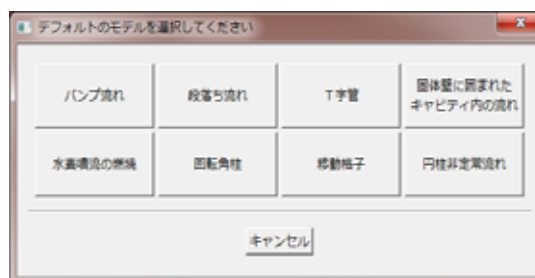 デフォルトのモデルを選択してください
バンプ流れ
段落ち流れ
T字管
固体壁に囲まれた
キャビティ内の流れ
水素噴流の燃焼
回転角柱
移動格子
円柱非定常流れ
キャンセル